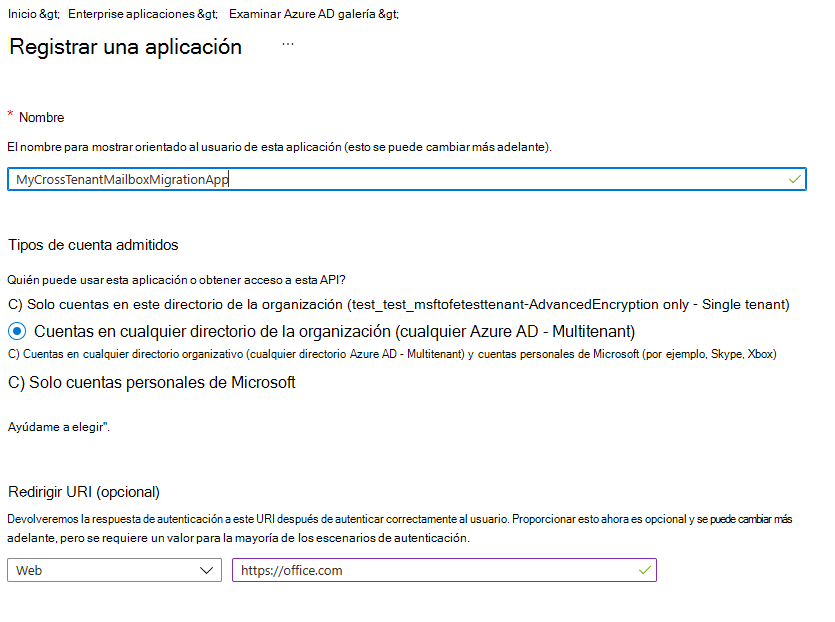 Inicio &gt; Enterprise aplicaciones &gt; Examinar Azure AD galería &gt;
Registrar una aplicación ...
* Nombre
El nombre para mostrar orientado al usuario de esta aplicación (esto se puede cambiar más adelante).
MyCrossTenantMailboxMigrationApp
Tipos de cuenta admitidos
Quién puede usar esta aplicación o obtener acceso a esta API?
C) Solo cuentas en este directorio de la organización (test_test_msftofetesttenant-AdvancedEncryption only - Single tenant)
Cuentas en cualquier directorio de la organización (cualquier Azure AD - Multitenant)
C) Cuentas en cualquier directorio organizativo (cualquier directorio Azure AD - Multitenant) y cuentas personales de Microsoft (por ejemplo, Skype, Xbox)
C) Solo cuentas personales de Microsoft
Ayúdame a elegir".
Redirigir URI (opcional)
Devolveremos la respuesta de autenticación a este URI después de autenticar correctamente al usuario. Proporcionar esto ahora es opcional y se puede cambiar más
adelante, pero se requiere un valor para la mayoría de los escenarios de autenticación.
Web https://office.com